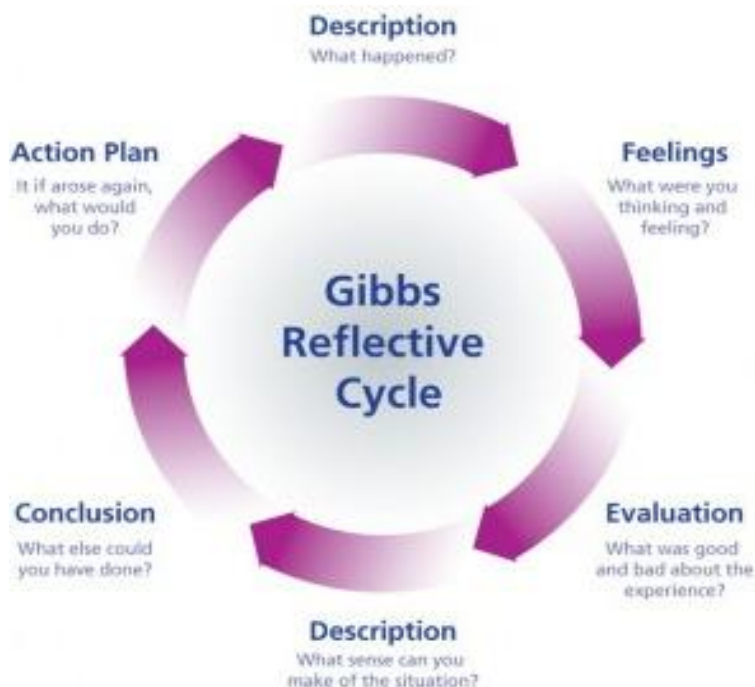 Description
What happened?
Feelings
What were you
thinking and
feeling?
Evaluation
What was good
and bad about the
experience?
Description
What sense can you
make of the situation?
Conclusion
What else could
you have done?
Action Plan
It if arose again,
what would
you do?
Gibbs
Reflective
Cycle